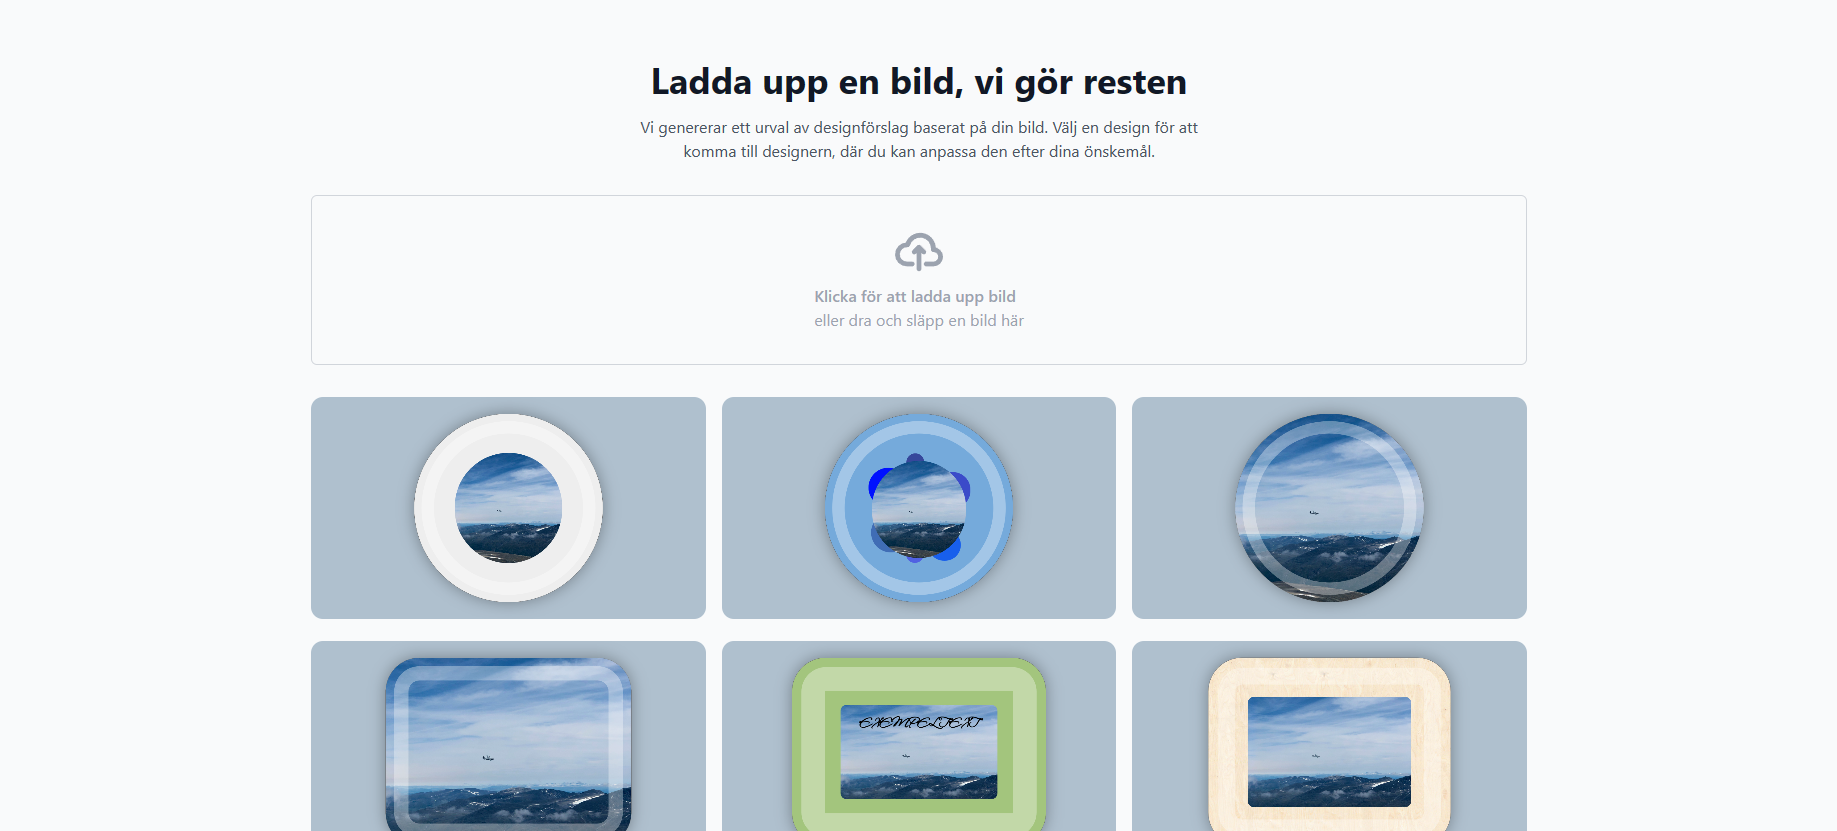 Ladda upp en bild, vi gör resten
Vi genererar ett urval av designförslag baserat på din bild. Välj en design för att
komma till designern, där du kan anpassa den efter dina önskemål.
Klicka för att ladda upp bild
eller dra och släpp en bild här
EXEMPELTEXT